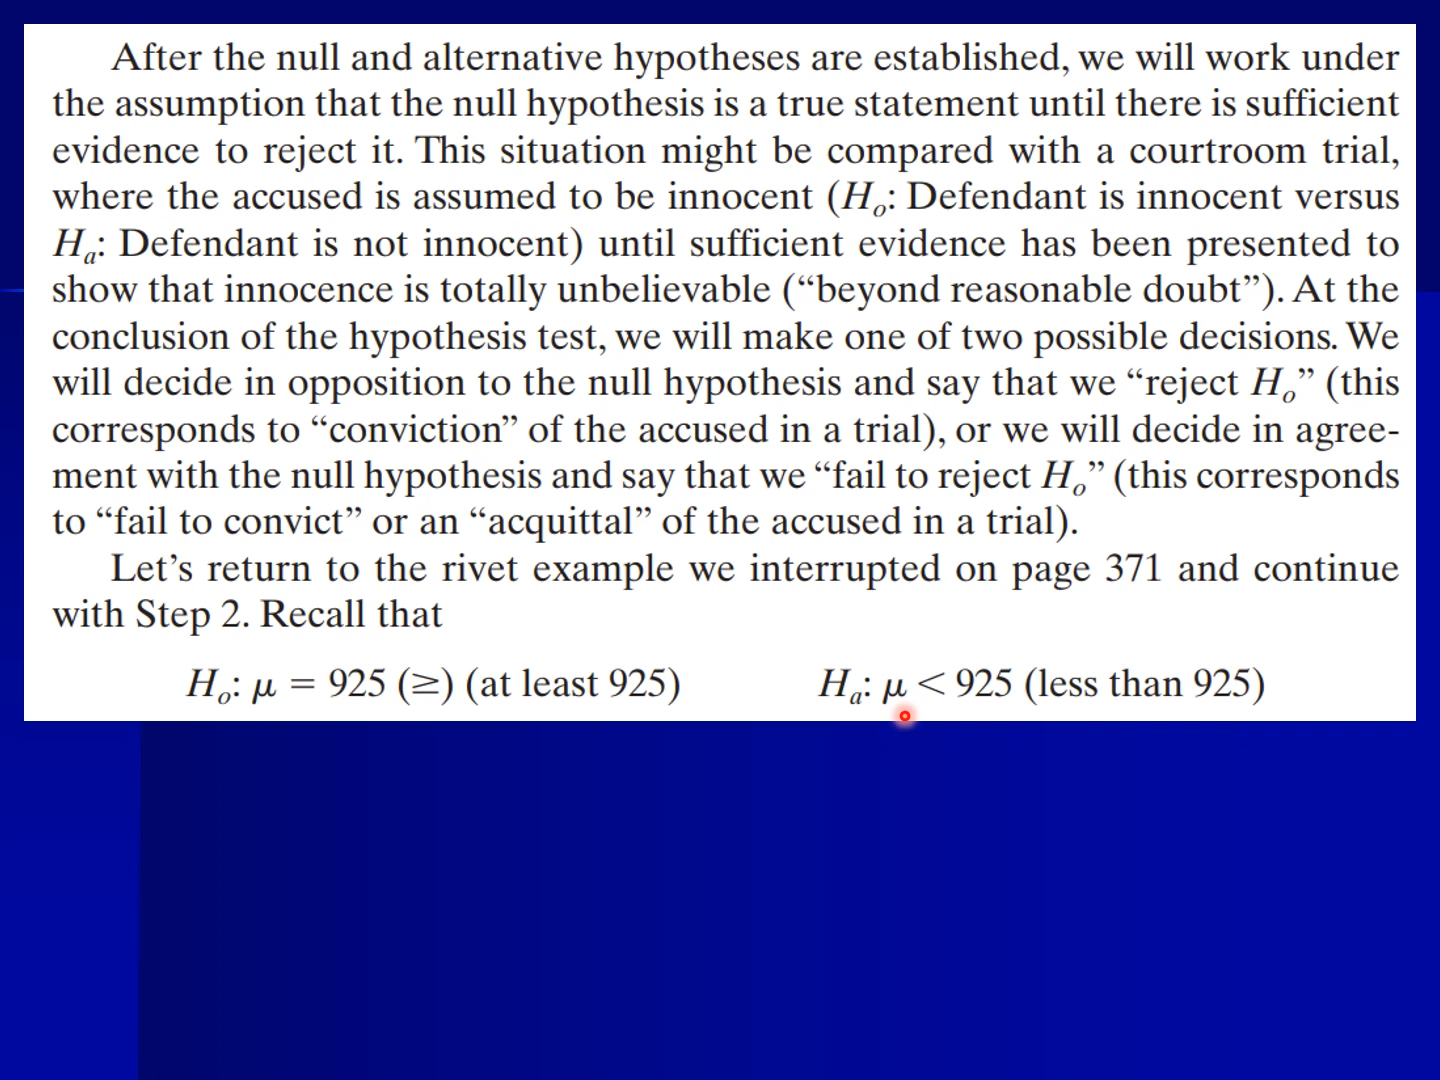 After the null and alternative hypotheses are established, we will work under
the assumption that the null hypothesis is a true statement until there is sufficient
evidence to reject it. This situation might be compared with a courtroom trial,
where the accused is assumed to be innocent (Hₒ: Defendant is innocent versus
Hₐ: Defendant is not innocent) until sufficient evidence has been presented to
show that innocence is totally unbelievable (“beyond reasonable doubt”). At the
conclusion of the hypothesis test, we will make one of two possible decisions. We
will decide in opposition to the null hypothesis and say that we “reject Hₒ” (this
corresponds to “conviction” of the accused in a trial), or we will decide in agree-
ment with the null hypothesis and say that we “fail to reject Hₒ” (this corresponds
to “fail to convict” or an “acquittal” of the accused in a trial).
Let’s return to the rivet example we interrupted on page 371 and continue
with Step 2. Recall that
Hₒ: μ = 925 (≥) (at least 925) Hₐ: μ < 925 (less than 925)